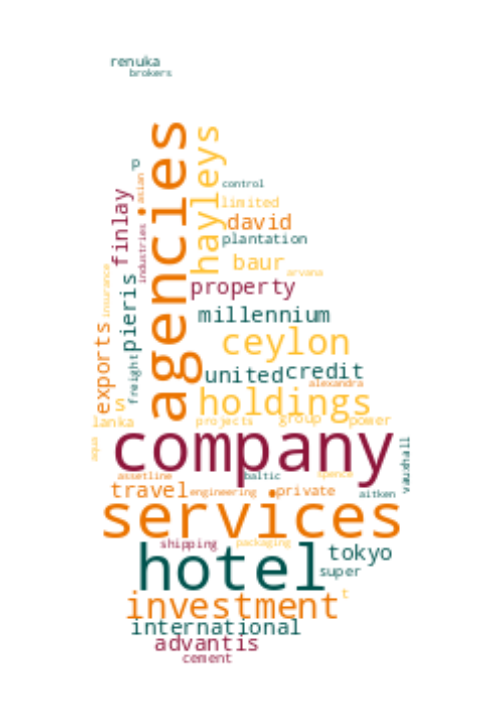 renuka
brokers
agencies
hayleys
p
asian
control
limited
finlay
david
industries
plantation
baur
arvana
insurance
pieris
property
millennium
exports
ceylon
freight
united
credit
alexandra
s
holdings
lanka
projects
group
power
company
aqua
vauxhall
assetline
baltic
spence
travel
engineering
private
aitken
services
shipping
packaging
hotel
tokyo
super
investment
t
international
advantis
cement